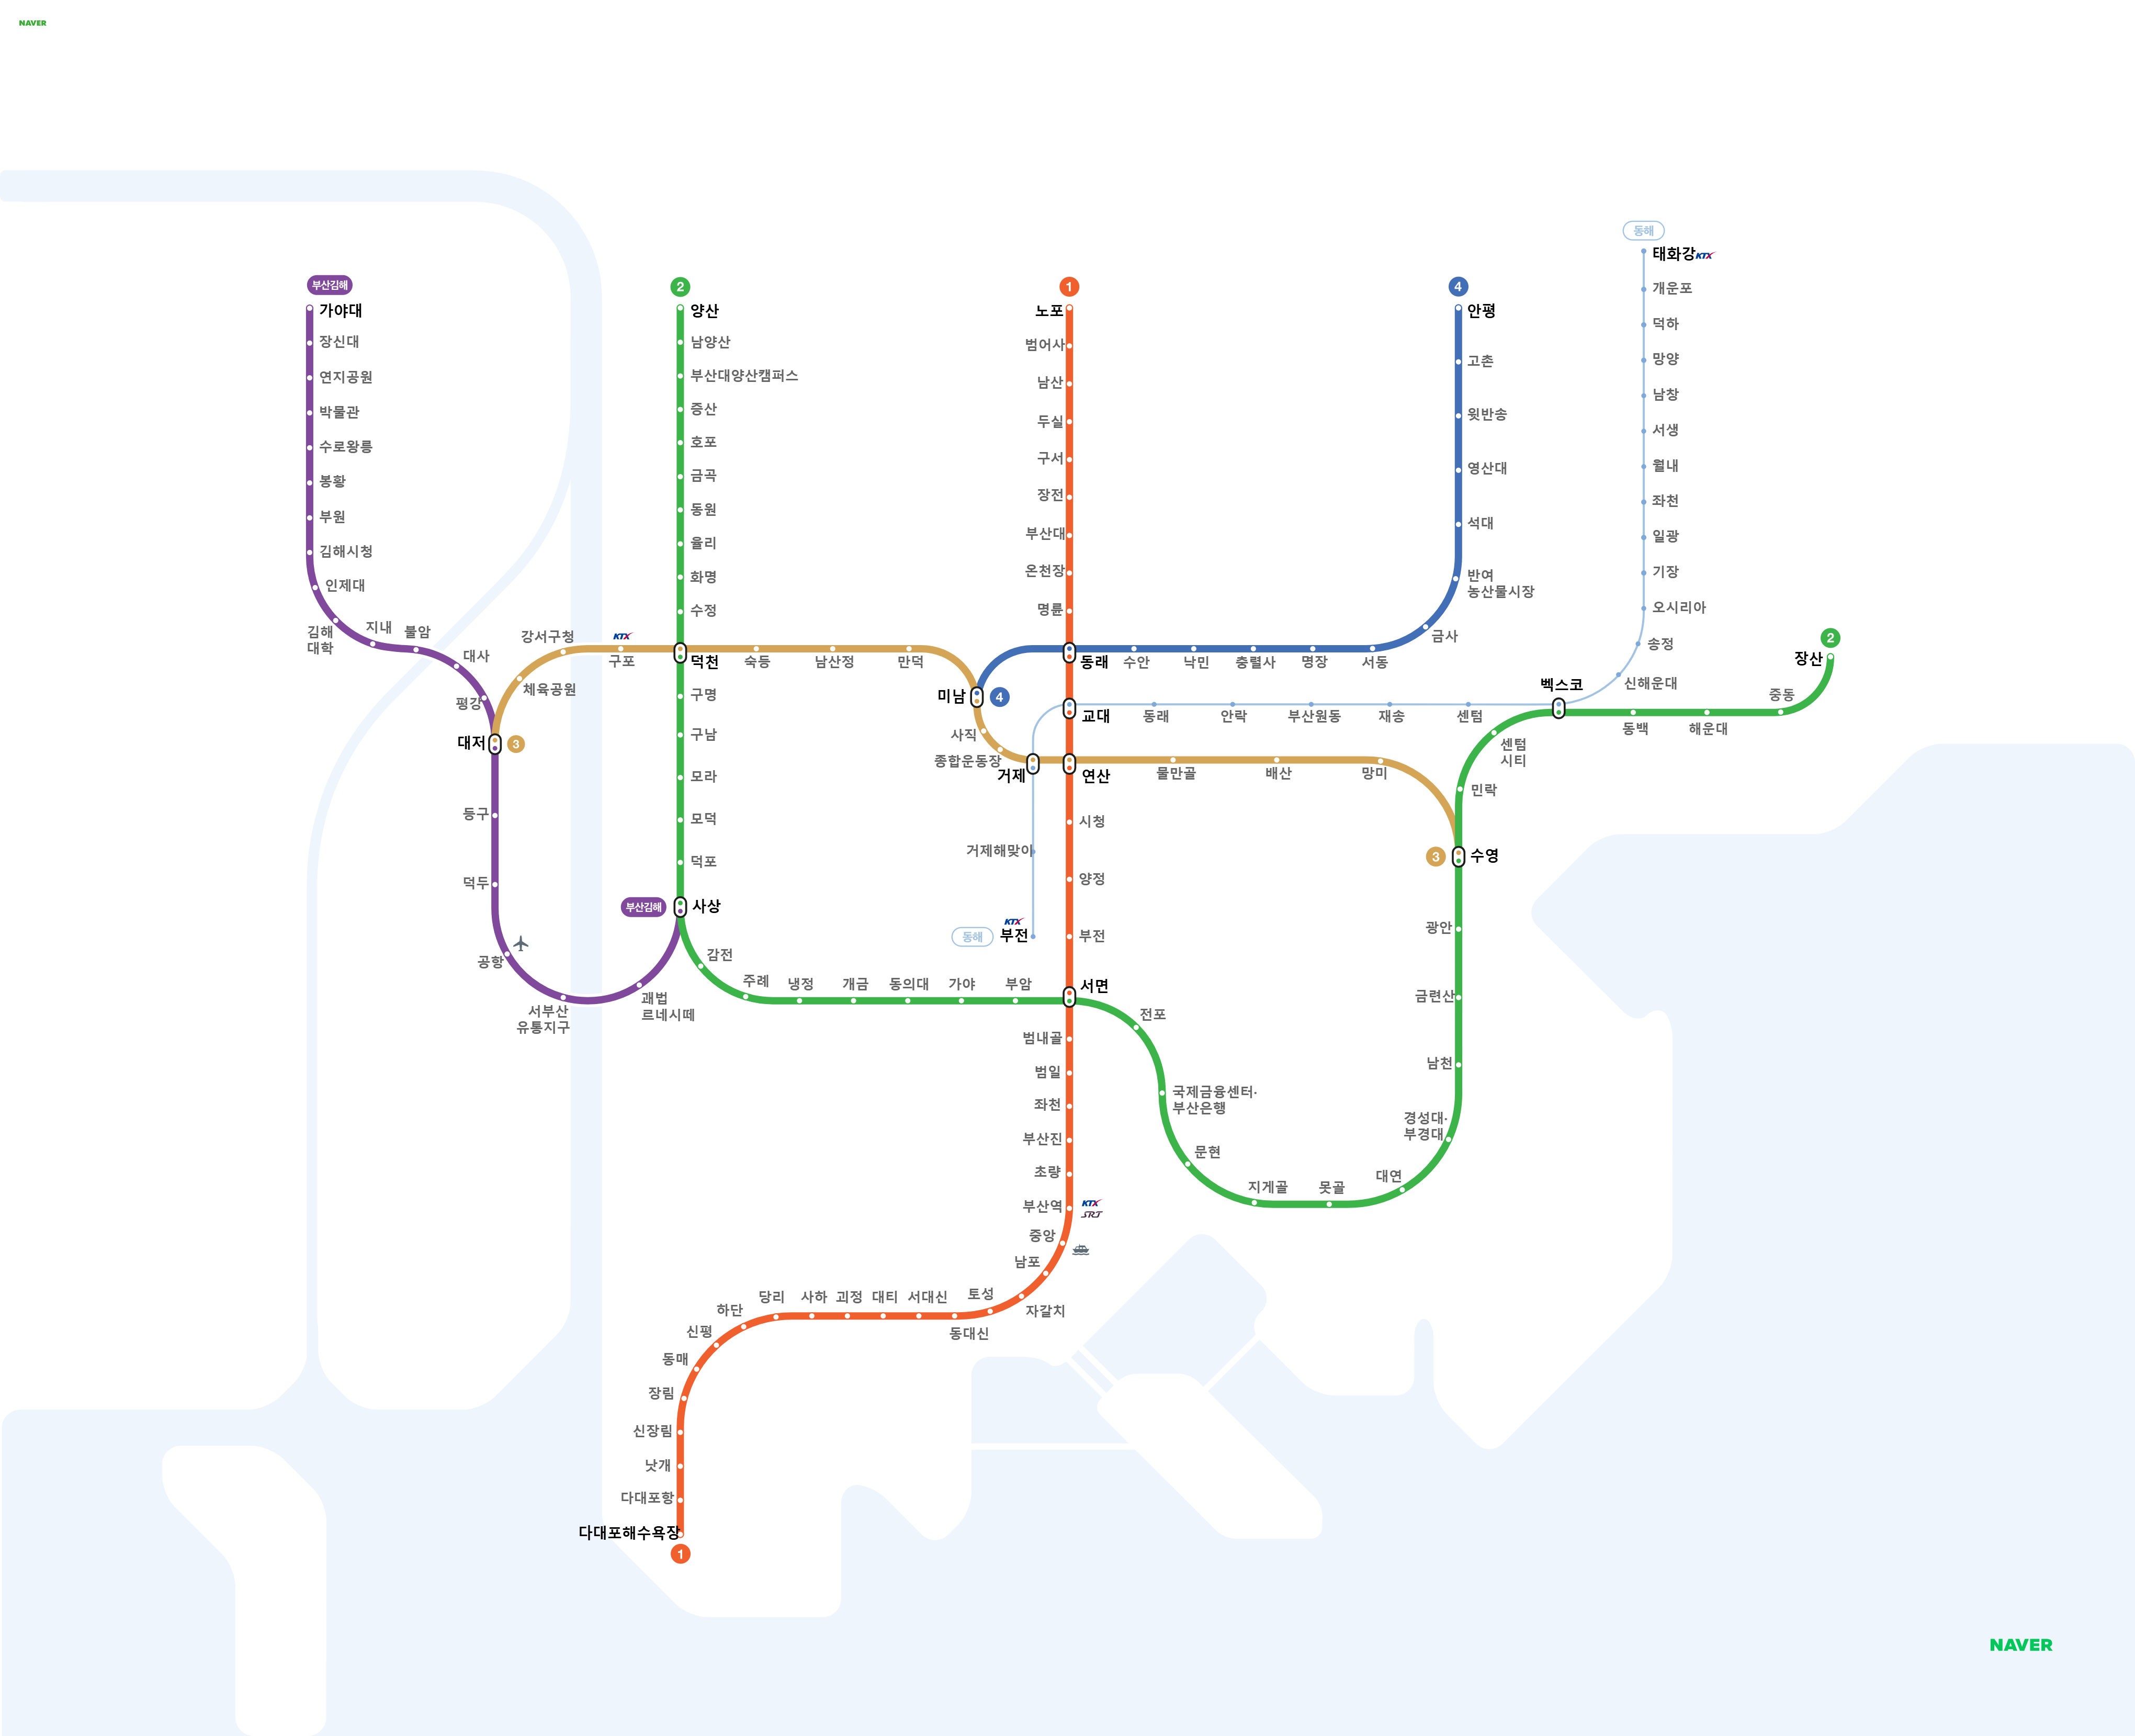 NAVER
부산김해
가야대
장신대
연지공원
박물관
수로왕릉
봉황
부원
김해시청
인제대
김해
대학
지내
불암
대사
평강
대저
3
등구
덕두
공항
서부산
유통지구
괘법
르네시떼
부산김해
사상
2
양산
남양산
부산대양산캠퍼스
증산
호포
금곡
동원
율리
화명
수정
덕천
구명
구남
모라
모덕
덕포
감전
주례
냉정
개금
동의대
가야
부암
서면
전포
국제금융센터·
부산은행
문현
지게골
못골
대연
경성대·
부경대
남천
금련산
광안
수영
3
민락
센텀
시티
벡스코
동백
해운대
중동
장산
2
체육공원
강서구청
KTX
구포
숙등
남산정
만덕
미남
4
사직
종합운동장
거제
연산
물만골
배산
망미
1
노포
범어사
남산
두실
구서
장전
부산대
온천장
명륜
동래
교대
시청
양정
부전
범내골
범일
좌천
부산진
초량
부산역
KTX
SRT
중앙
남포
자갈치
토성
동대신
서대신
대티
괴정
사하
당리
하단
신평
동매
장림
신장림
낫개
다대포항
다대포해수욕장
1
4
안평
고촌
윗반송
영산대
석대
반여
농산물시장
금사
서동
명장
충렬사
낙민
수안
동해
태화강
KTX
개운포
덕하
망양
남창
서생
월내
좌천
일광
기장
오시리아
송정
신해운대
센텀
재송
부산원동
안락
동래
거제해맞이
KTX
동해
부전
NAVER